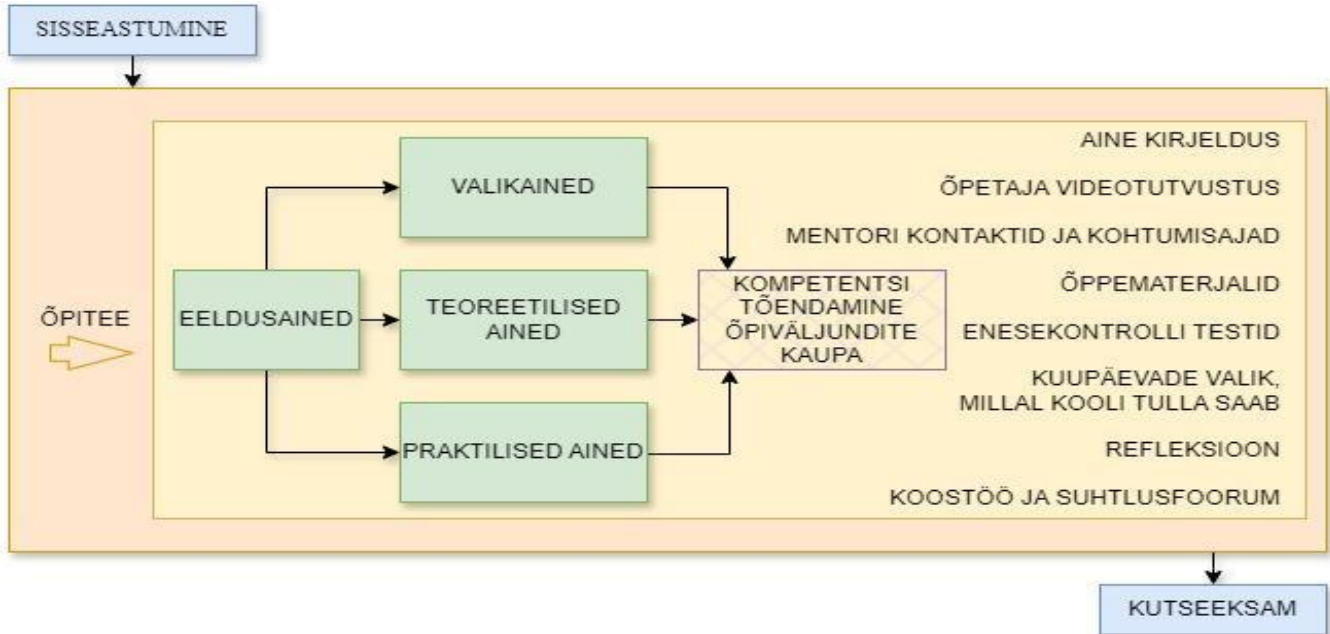 SISSEASTUMINE
ÕPITEE
EELDUSAINED
VALIKAINED
TEOREETILISED
AINED
PRAKTILISED AINED
KOMPETENTSI
TÕENDAMINE
ÕPIVÄLJUNDITE
KAUPA
AINE KIRJELDUS
ÕPETAJA VIDEOTUTVUSTUS
MENTORI KONTAKTID JA KOHTUMISAJAD
ÕPPEMATERJALID
ENESEKONTROLLI TESTID
KUUPÄEVADE VALIK,
MILLAL KOOLI TULLA SAAB
REFLEKSIOON
KOOSTÖÖ JA SUHTLUSFOORUM
KUTSEEKSAM